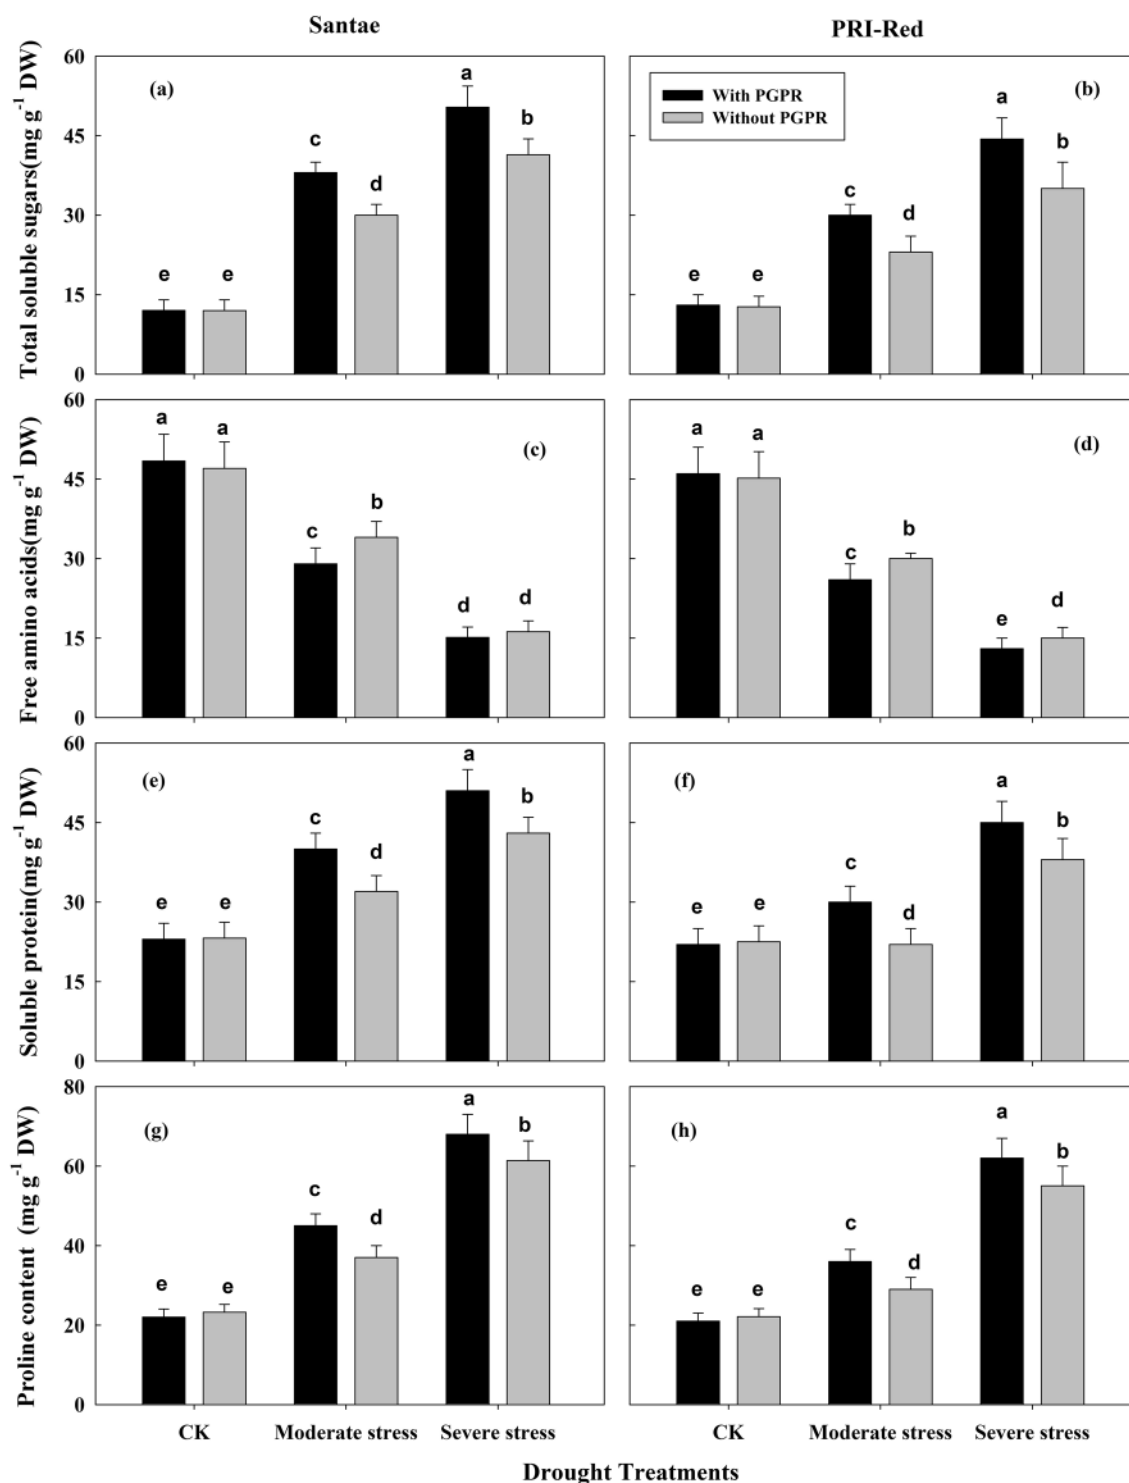 Santae
PRI-Red
Total soluble sugars(mg g⁻¹ DW)
60
45
30
15
0
(a)
e
e
c
d
a
b
(b)
With PGPR
Without PGPR
e
e
c
d
a
b
Free amino acids(mg g⁻¹ DW)
60
45
30
15
0
(c)
a
a
c
b
d
d
(d)
a
a
c
b
e
d
Soluble protein(mg g⁻¹ DW)
60
45
30
15
0
(e)
e
e
c
d
a
b
(f)
e
e
c
d
a
b
Proline content (mg g⁻¹ DW)
80
60
40
20
0
(g)
e
e
c
d
a
b
(h)
e
e
c
d
a
b
CK
Moderate stress
Severe stress
CK
Moderate stress
Severe stress
Drought Treatments